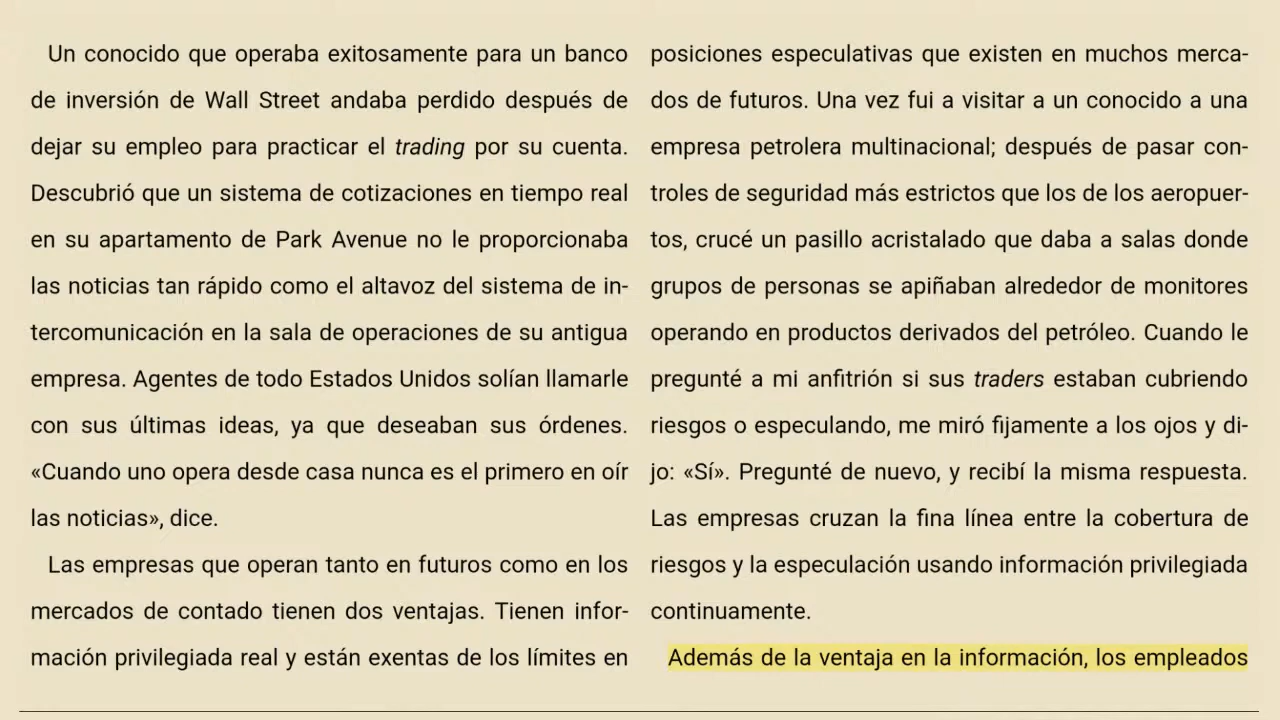 Un conocido que operaba exitosamente para un banco
de inversión de Wall Street andaba perdido después de
dejar su empleo para practicar el trading por su cuenta.
Descubrió que un sistema de cotizaciones en tiempo real
en su apartamento de Park Avenue no le proporcionaba
las noticias tan rápido como el altavoz del sistema de in-
tercomunicación en la sala de operaciones de su antigua
empresa. Agentes de todo Estados Unidos solían llamarle
con sus últimas ideas, ya que deseaban sus órdenes.
«Cuando uno opera desde casa nunca es el primero en oír
las noticias», dice.
Las empresas que operan tanto en futuros como en los
mercados de contado tienen dos ventajas. Tienen infor-
mación privilegiada real y están exentas de los límites en
posiciones especulativas que existen en muchos merca-
dos de futuros. Una vez fui a visitar a un conocido a una
empresa petrolera multinacional; después de pasar con-
troles de seguridad más estrictos que los de los aeropuer-
tos, crucé un pasillo acristalado que daba a salas donde
grupos de personas se apiñaban alrededor de monitores
operando en productos derivados del petróleo. Cuando le
pregunté a mi anfitrión si sus traders estaban cubriendo
riesgos o especulando, me miró fijamente a los ojos y di-
jo: «Sí». Pregunté de nuevo, y recibí la misma respuesta.
Las empresas cruzan la fina línea entre la cobertura de
riesgos y la especulación usando información privilegiada
continuamente.
Además de la ventaja en la información, los empleados